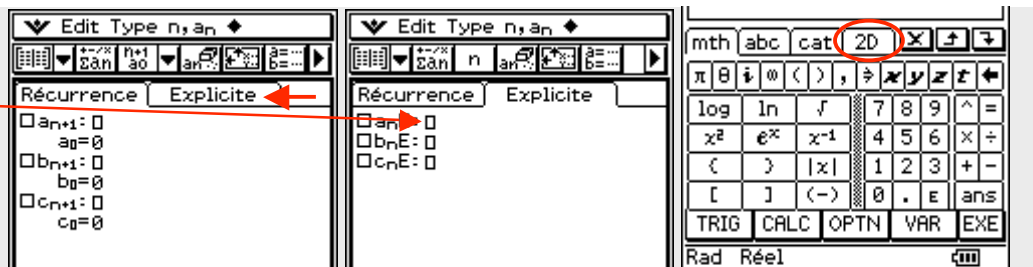 Edit Type n,aₙ ◆
+-/× Σan n+1 a0
Récurrence Explicite
□aₙ₊₁:□
a₀=0
□bₙ₊₁:□
b₀=0
□cₙ₊₁:□
c₀=0
Edit Type n,aₙ ◆
+-/× Σan n
Récurrence Explicite
□aₙE:□
□bₙE:□
□cₙE:□
mth abc cat 2D
π θ i ∞ ( ) , ⇒ x y z t ←
log ln √ 7 8 9 ^ =
x² eˣ x⁻¹ 4 5 6 × ÷
( ) |x| 1 2 3 + −
[ ] (−) 0 . E ans
TRIG CALC OPTN VAR EXE
Rad Réel